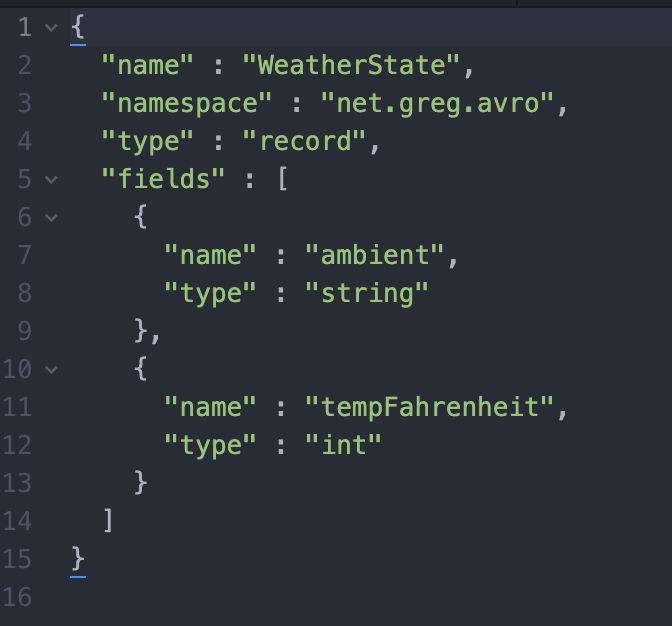 1 {
2 "name" : "WeatherState",
3 "namespace" : "net.greg.avro",
4 "type" : "record",
5 "fields" : [
6 {
7 "name" : "ambient",
8 "type" : "string"
9 },
10 {
11 "name" : "tempFahrenheit",
12 "type" : "int"
13 }
14 ]
15 }
16